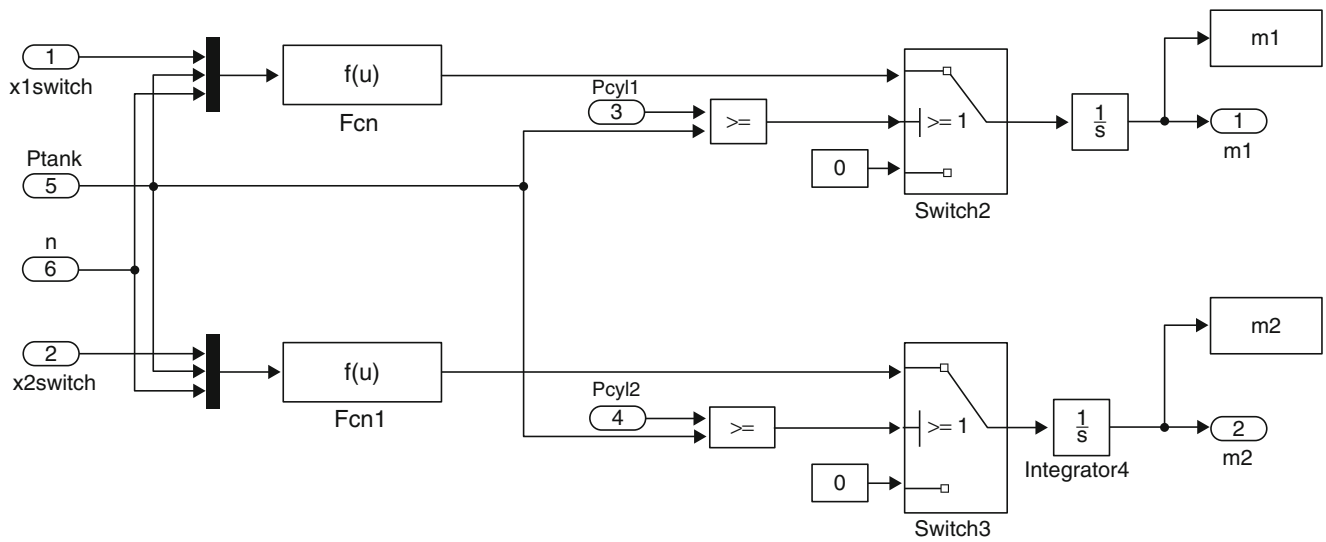 1
x1switch
Ptank
5
n
6
2
x2switch
f(u)
Fcn
f(u)
Fcn1
Pcyl1
3
>=
0
>= 1
Switch2
1
s
m1
1
m1
Pcyl2
4
>=
0
>= 1
Switch3
1
s
Integrator4
m2
2
m2